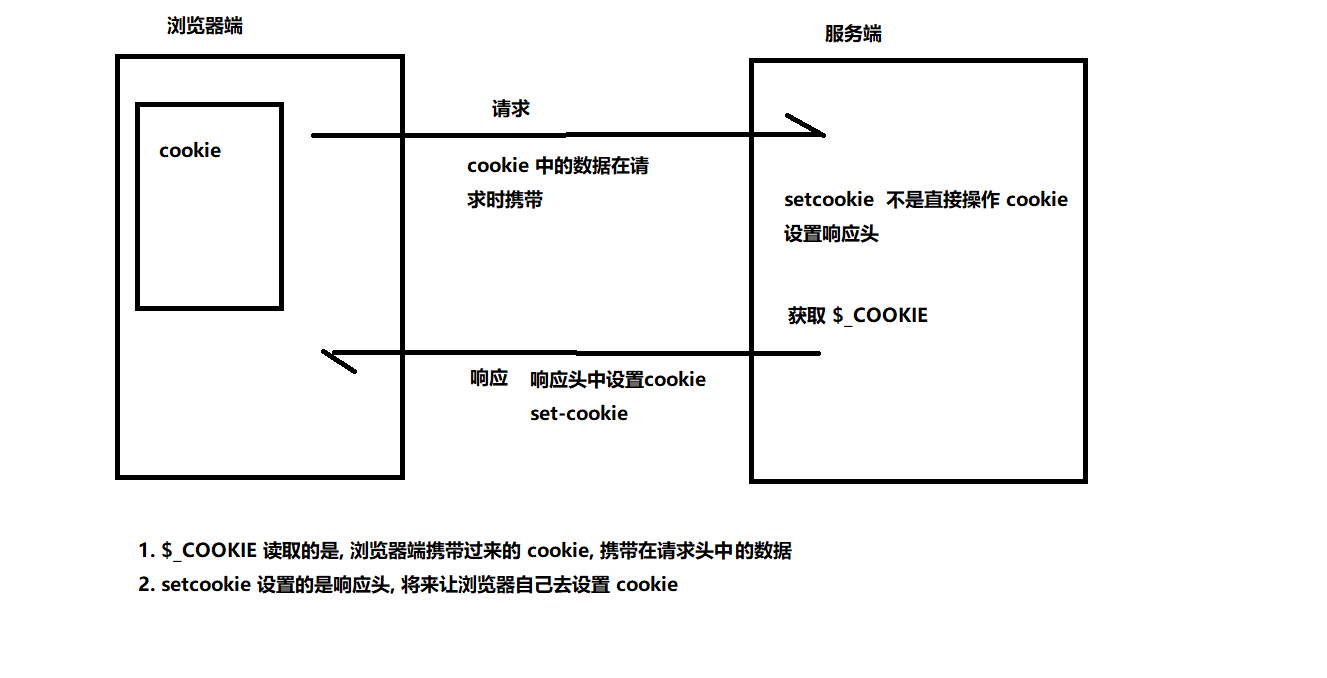 浏览器端
服务端
cookie
请求
cookie 中的数据在请
求时携带
setcookie 不是直接操作 cookie
设置响应头
获取 $_COOKIE
响应
响应头中设置cookie
set-cookie
1. $_COOKIE 读取的是, 浏览器端携带过来的 cookie, 携带在请求头中的数据
2. setcookie 设置的是响应头, 将来让浏览器自己去设置 cookie